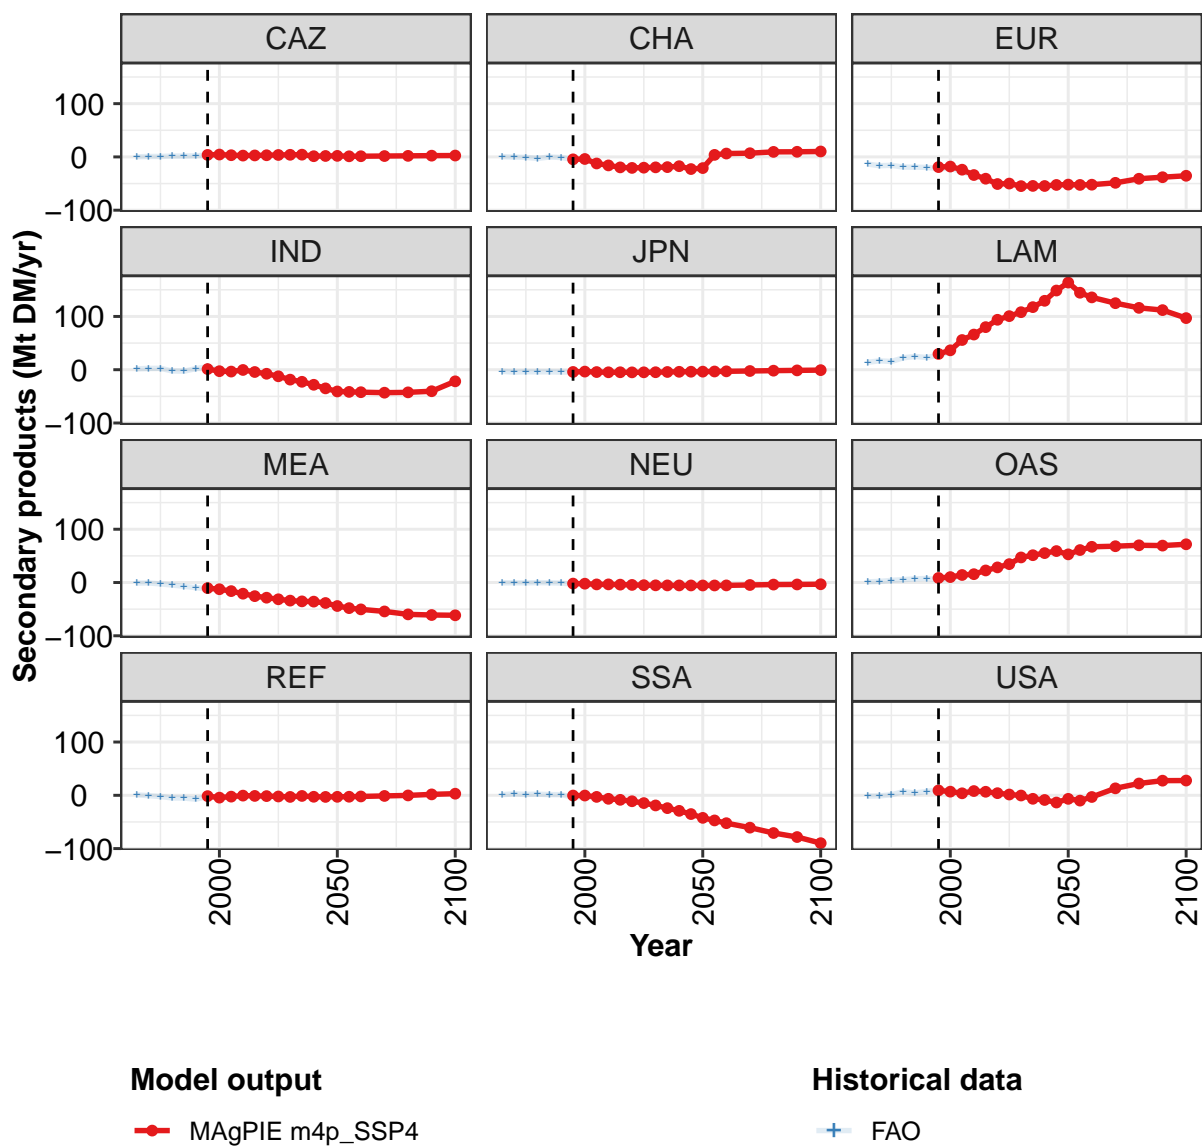 CAZ CHA EUR
100
0
−100
IND JPN LAM
100
0
−100
MEA NEU OAS
100
0
−100
REF SSA USA
100
0
−100
Secondary products (Mt DM/yr)
2000 2050 2100 2000 2050 2100 2000 2050 2100
Year
Model output Historical data
MAgPIE m4p_SSP4 FAO